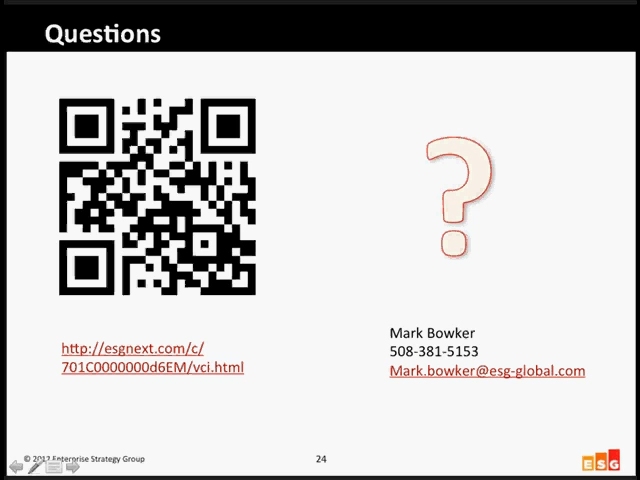 Questions
?
http://esgnext.com/c/
701C0000000d6EM/vci.html
Mark Bowker
508-381-5153
Mark.bowker@esg-global.com
Enterprise Strategy Group
24
ESG